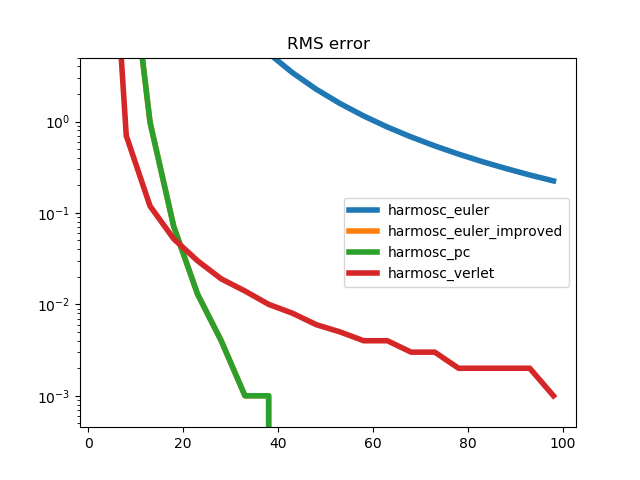 RMS error
10⁰
10⁻¹
10⁻²
10⁻³
harmosc_euler
harmosc_euler_improved
harmosc_pc
harmosc_verlet
0 20 40 60 80 100